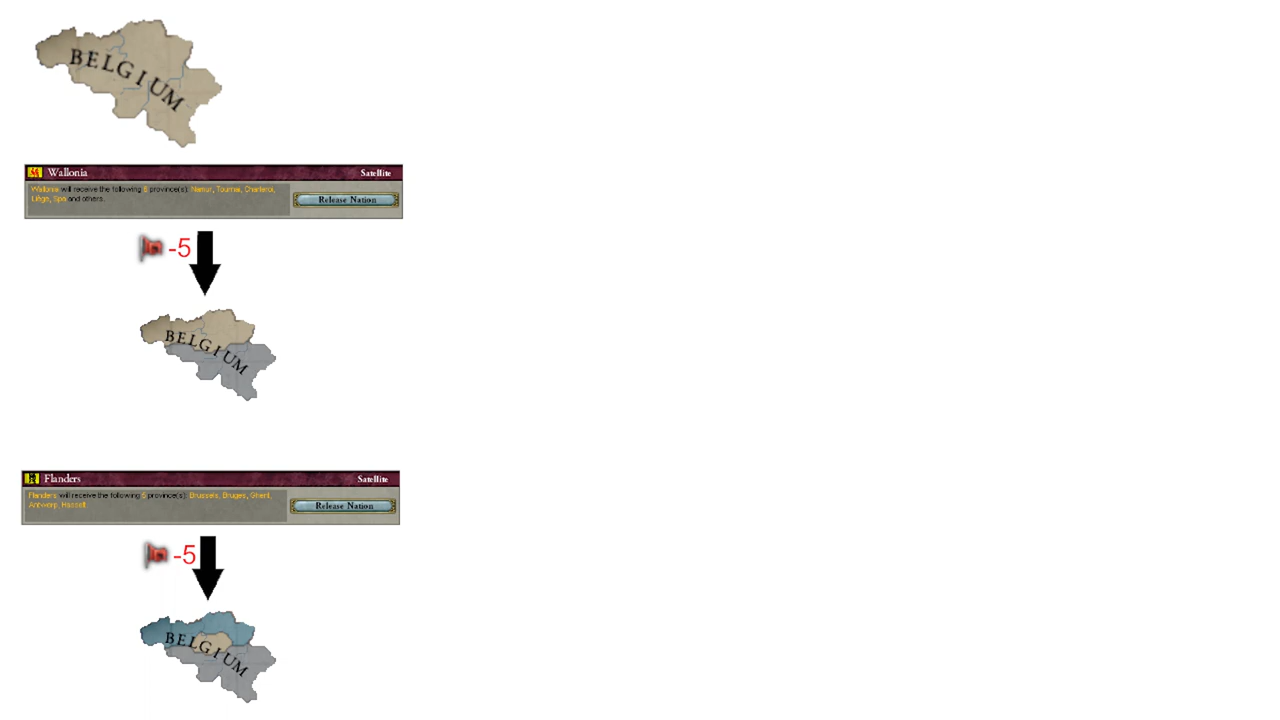 BELGIUM
Wallonia Satellite
Wallonia will receive the following 6 province(s): Namur, Tournai, Charleroi,
Liège, Spa and others.
Release Nation
-5
BELGIUM
Flanders Satellite
Flanders will receive the following 5 province(s): Brussels, Bruges, Ghent,
Antwerp, Hasselt.
Release Nation
-5
BELGIUM